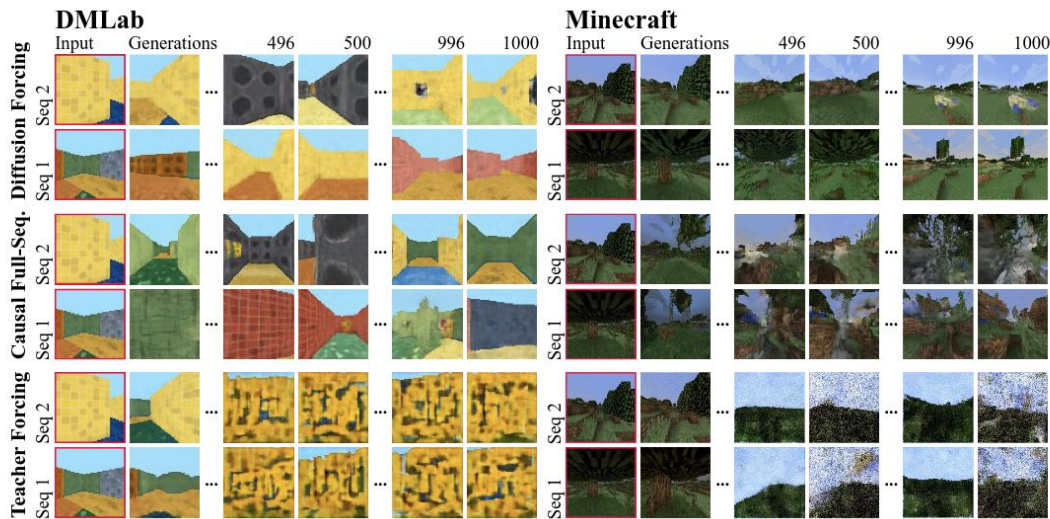 DMLab Minecraft
Input Generations 496 500 996 1000 Input Generations 496 500 996 1000
Diffusion Forcing
Seq 2 ... ... Seq 2 ... ...
Seq 1 ... ... Seq 1 ... ...
Causal Full-Seq.
Seq 2 ... ... Seq 2 ... ...
Seq 1 ... ... Seq 1 ... ...
Teacher Forcing
Seq 2 ... ... Seq 2 ... ...
Seq 1 ... ... Seq 1 ... ...